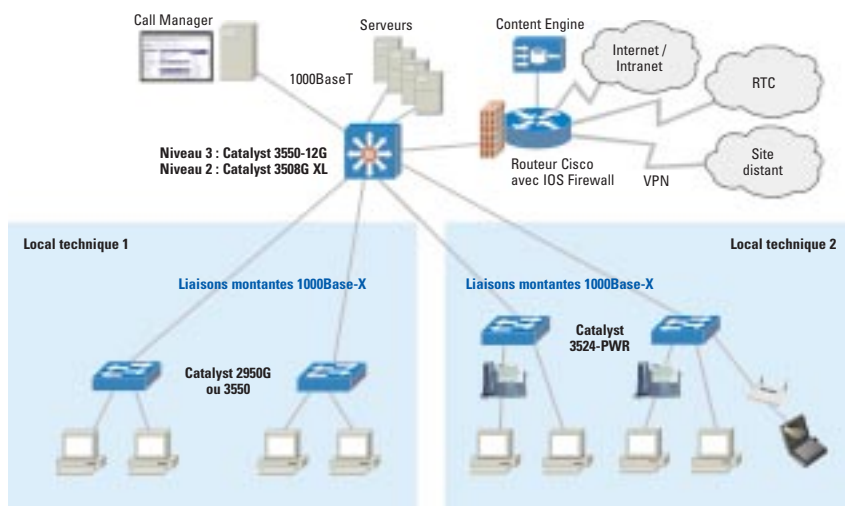 Call Manager
Serveurs
Content Engine
Internet /
Intranet
1000BaseT
RTC
Niveau 3 : Catalyst 3550-12G
Niveau 2 : Catalyst 3508G XL
Routeur Cisco
avec IOS Firewall
VPN
Site
distant
Local technique 1
Local technique 2
Liaisons montantes 1000Base-X
Liaisons montantes 1000Base-X
Catalyst
3524-PWR
Catalyst 2950G
ou 3550